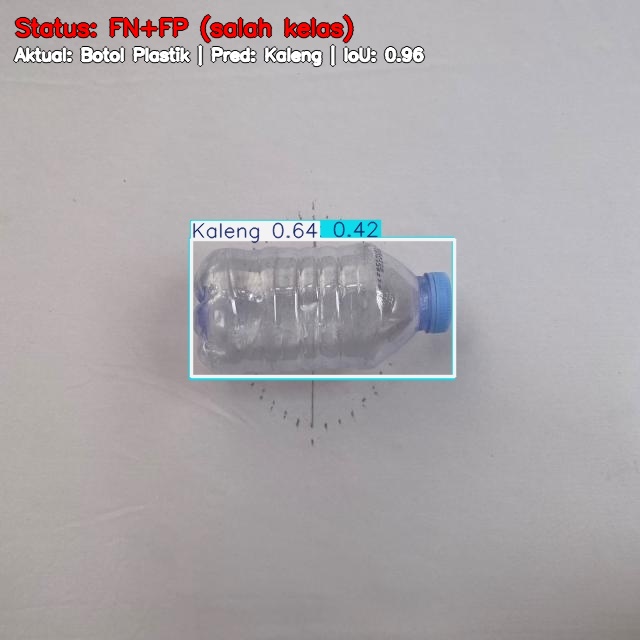 Status: FN+FP (salah kelas)
Aktual: Botol Plastik | Pred: Kaleng | IoU: 0.96
Kaleng 0.64 0.42